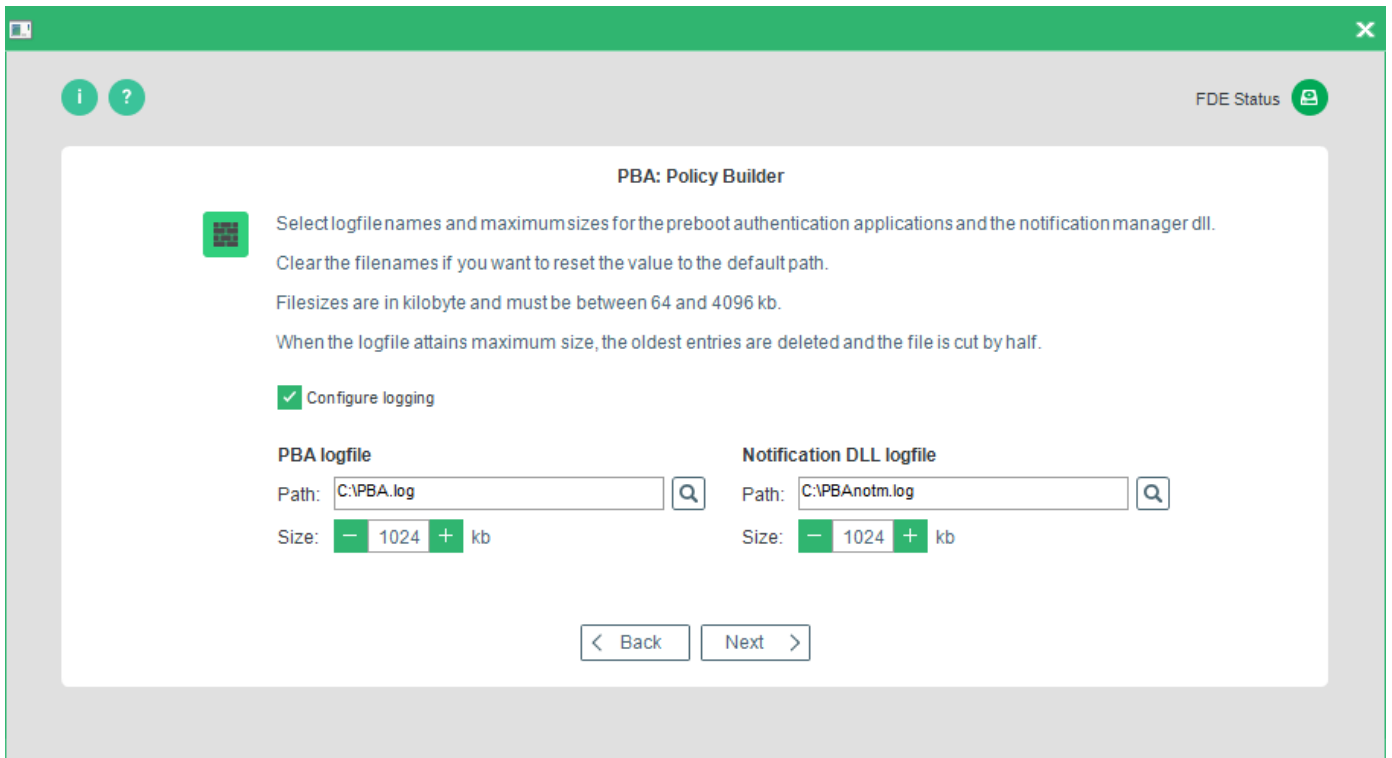 i ? FDE Status
PBA: Policy Builder
Select logfile names and maximum sizes for the preboot authentication applications and the notification manager dll.
Clear the filenames if you want to reset the value to the default path.
Filesizes are in kilobyte and must be between 64 and 4096 kb.
When the logfile attains maximum size, the oldest entries are deleted and the file is cut by half.
Configure logging
PBA logfile
Path: C:\PBA.log
Size: − 1024 + kb
Notification DLL logfile
Path: C:\PBAnotm.log
Size: − 1024 + kb
< Back
Next >